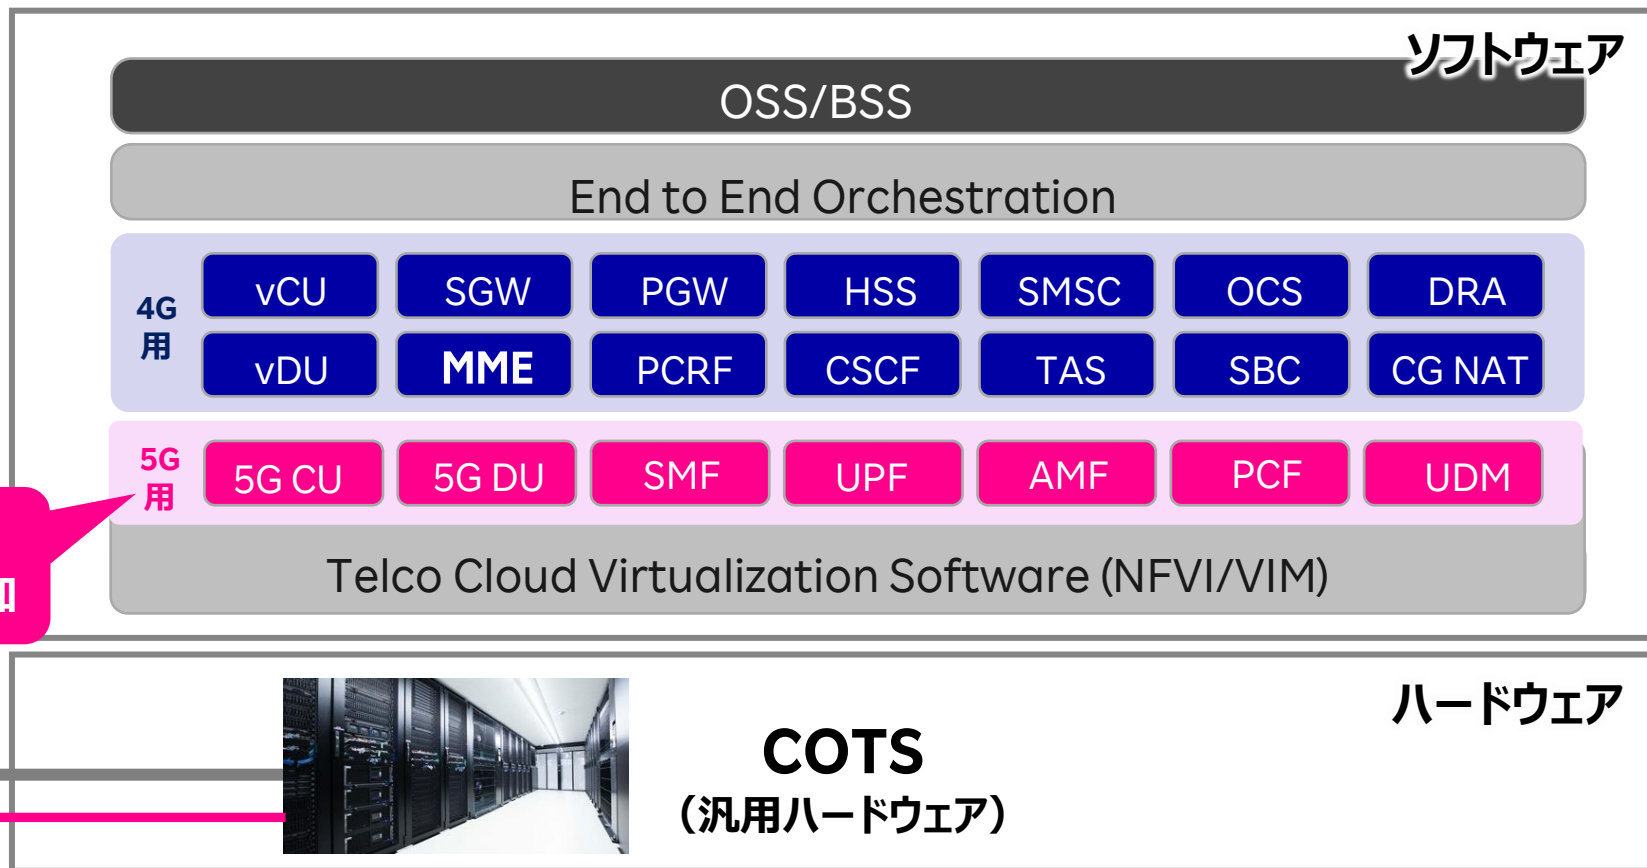 ソフトウェア
OSS/BSS
End to End Orchestration
4G
用
vCU SGW PGW HSS SMSC OCS DRA
vDU MME PCRF CSCF TAS SBC CG NAT
5G
用
5G CU 5G DU SMF UPF AMF PCF UDM
Telco Cloud Virtualization Software (NFVI/VIM)
ハードウェア
COTS
（汎用ハードウェア）